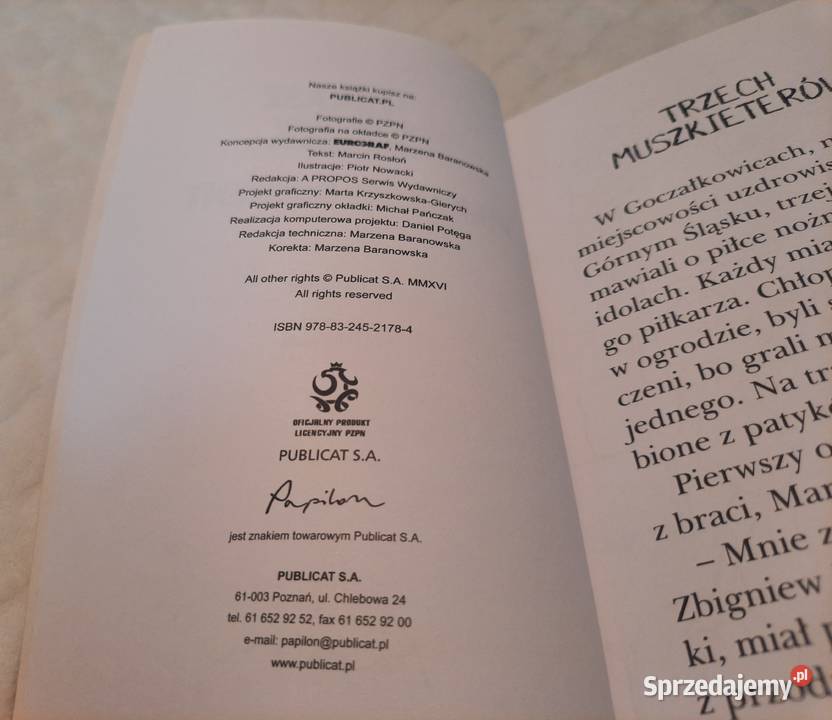 Nasze książki kupisz na:
PUBLICAT.PL
Fotografie © PZPN
Fotografia na okładce © PZPN
Koncepcja wydawnicza: EUROGRAF, Marzena Baranowska
Tekst: Marcin Rosłoń
Ilustracje: Piotr Nowacki
Redakcja: A PROPOS Serwis Wydawniczy
Projekt graficzny: Marta Krzyszkowska-Gierych
Projekt graficzny okładki: Michał Pańczak
Realizacja komputerowa projektu: Daniel Potęga
Redakcja techniczna: Marzena Baranowska
Korekta: Marzena Baranowska
All other rights © Publicat S.A. MMXVI
All rights reserved
ISBN 978-83-245-2178-4
OFICJALNY PRODUKT
LICENCYJNY PZPN
PUBLICAT S.A.
Papilon
jest znakiem towarowym Publicat S.A.
PUBLICAT S.A.
61-003 Poznań, ul. Chlebowa 24
tel. 61 652 92 52, fax 61 652 92 00
e-mail: papilon@publicat.pl
www.publicat.pl
TRZECH
MUSZKIETERÓW
W Goczałkowicach,
miejscowości uzdrowis
Górnym Śląsku, trzej
mawiali o piłce nożn
idolach. Każdy mia
go piłkarza. Chłop
w ogrodzie, byli
czeni, bo grali
jednego. Na tr
bione z patyk
Pierwszy o
z braci, Mar
– Mnie z
Zbigniew
ki, miał
z przod
Sprzedajemy.pl